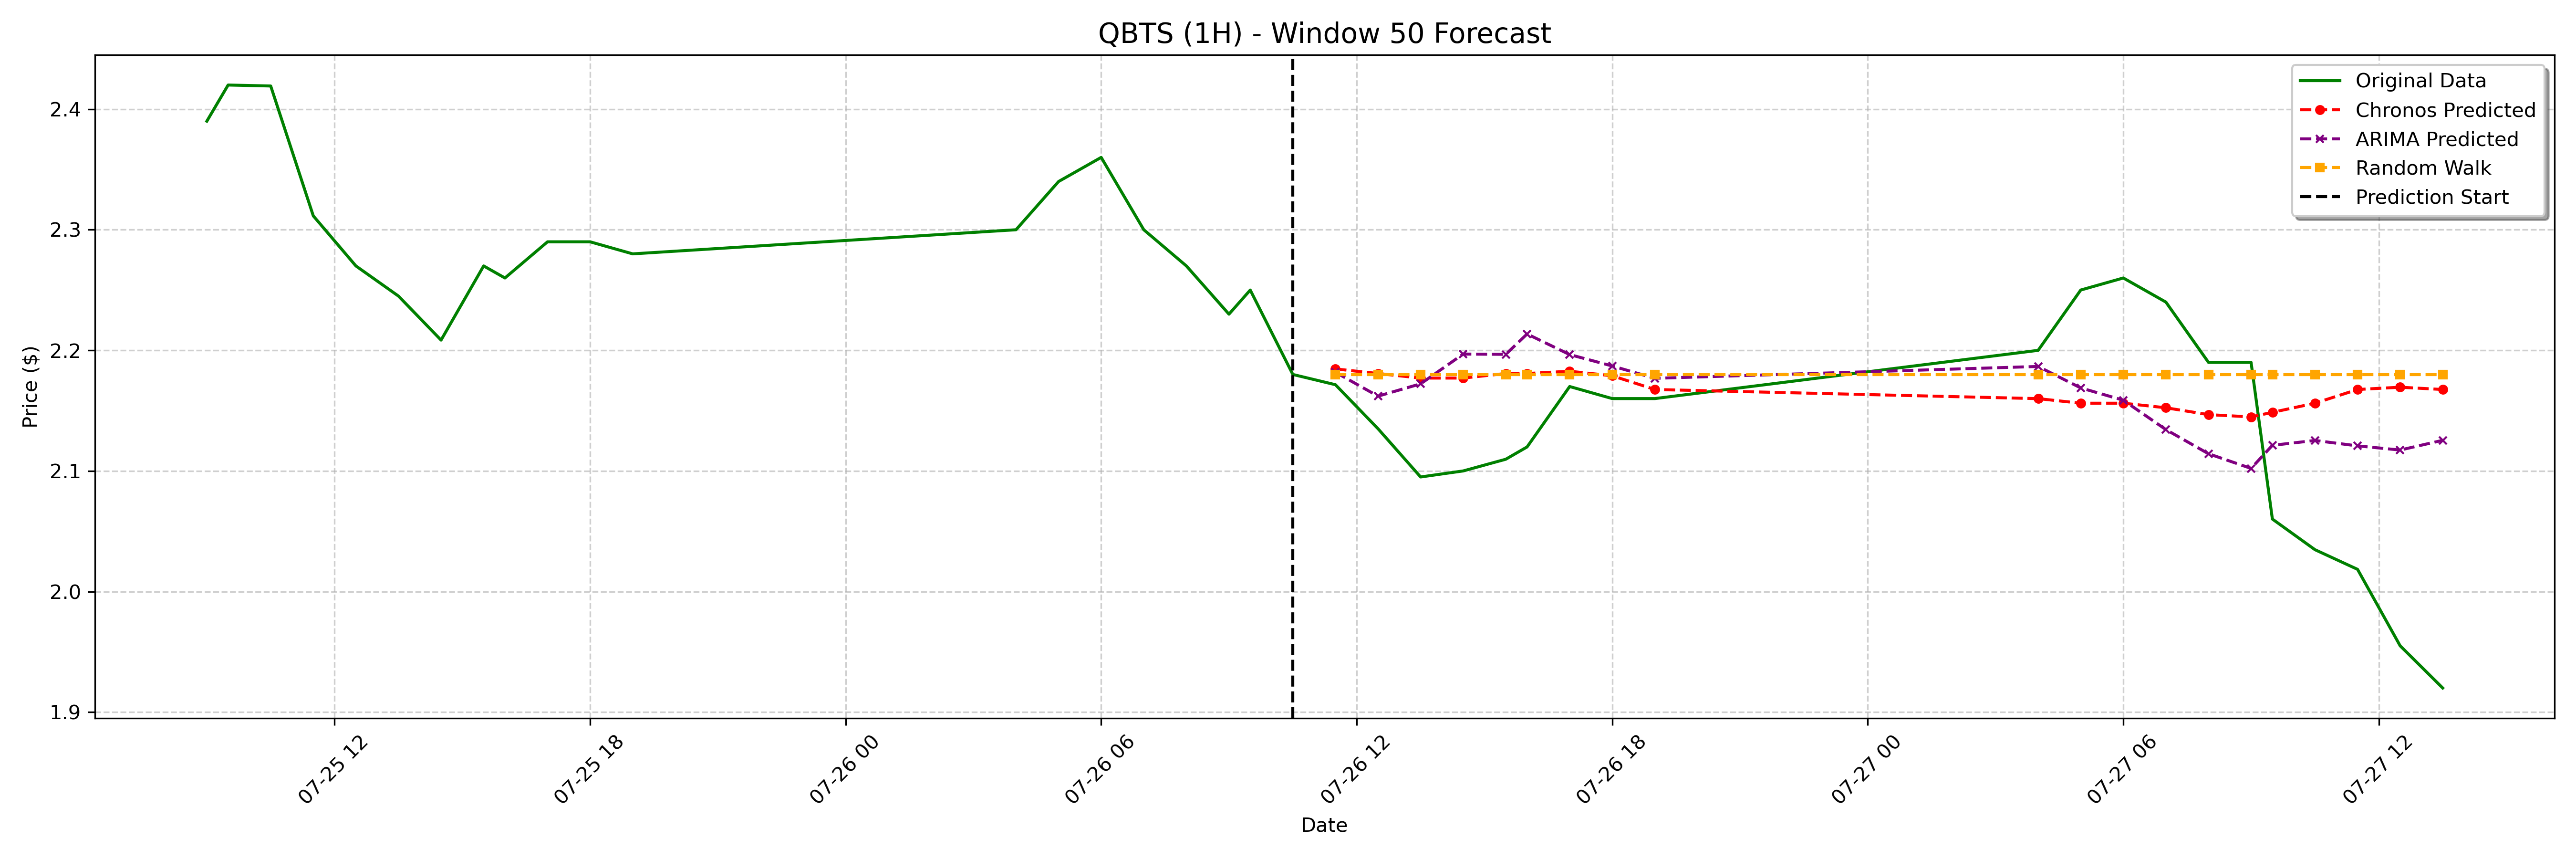 QBTS (1H) - Window 50 Forecast
Original Data
Chronos Predicted
ARIMA Predicted
Random Walk
Prediction Start
Price ($)
2.4
2.3
2.2
2.1
2.0
1.9
07-25 12
07-25 18
07-26 00
07-26 06
07-26 12
07-26 18
07-27 00
07-27 06
07-27 12
Date